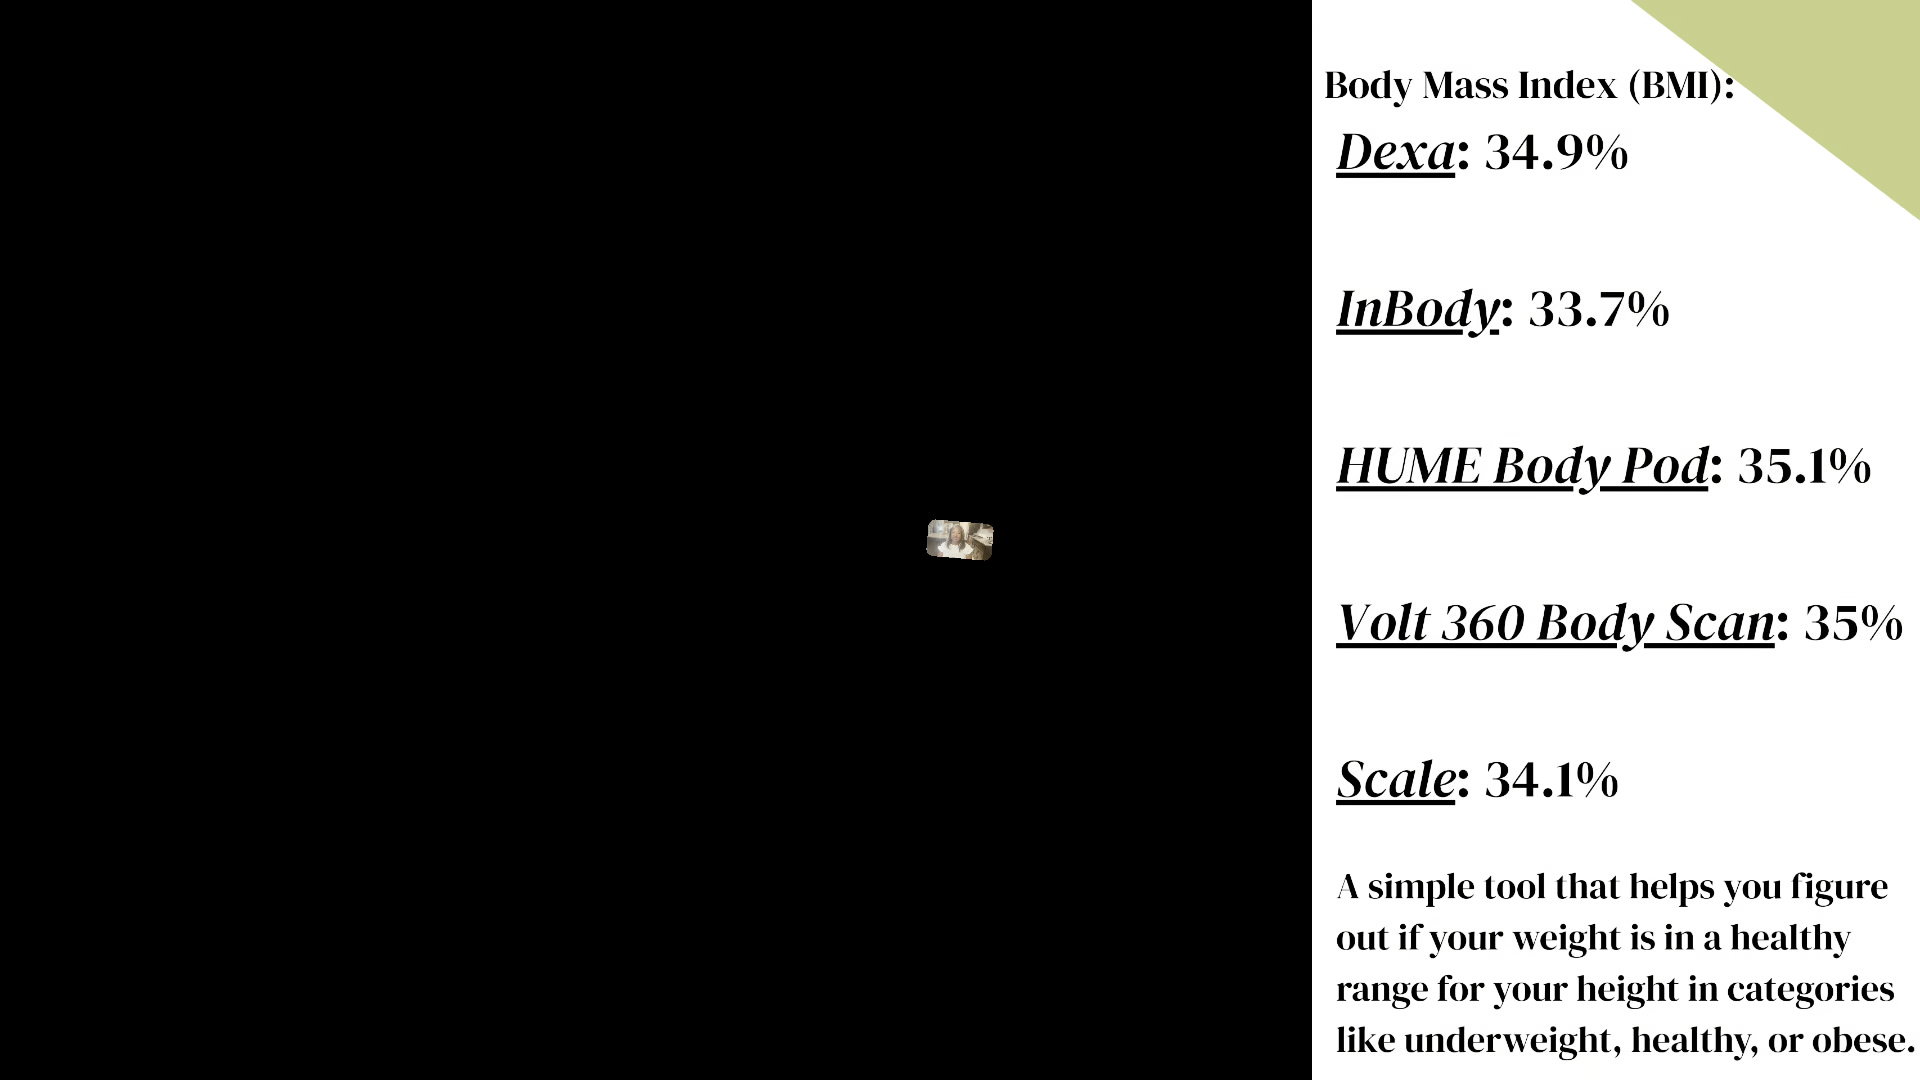 Body Mass Index (BMI):
Dexa: 34.9%
InBody: 33.7%
HUME Body Pod: 35.1%
Volt 360 Body Scan: 35%
Scale: 34.1%
A simple tool that helps you figure
out if your weight is in a healthy
range for your height in categories
like underweight, healthy, or obese.